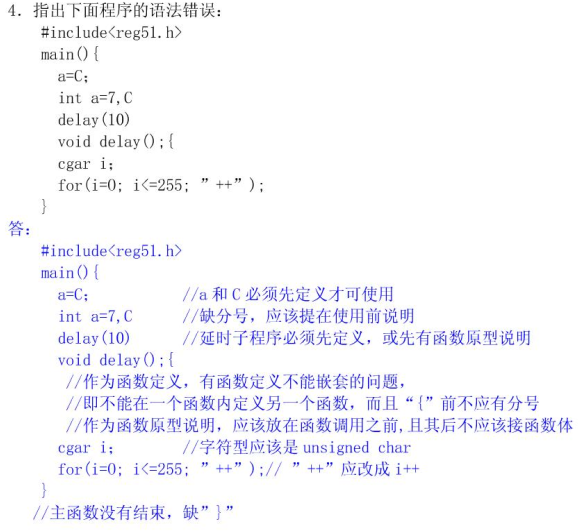 4．指出下面程序的语法错误：
#include<reg51.h>
main(){
a=C;
int a=7,C
delay(10)
void delay();{
cgar i;
for(i=0; i<=255; ”++”);
}
答：
#include<reg51.h>
main(){
a=C; //a 和 C 必须先定义才可使用
int a=7,C //缺分号，应该提在使用前说明
delay(10) //延时子程序必须先定义，或先有函数原型说明
void delay();{
//作为函数定义，有函数定义不能嵌套的问题，
//即不能在一个函数内定义另一个函数，而且“{”前不应有分号
//作为函数原型说明，应该放在函数调用之前,且其后不应该接函数体
cgar i; //字符型应该是 unsigned char
for(i=0; i<=255; ”++”);// ”++”应改成 i++
}
//主函数没有结束，缺”}”